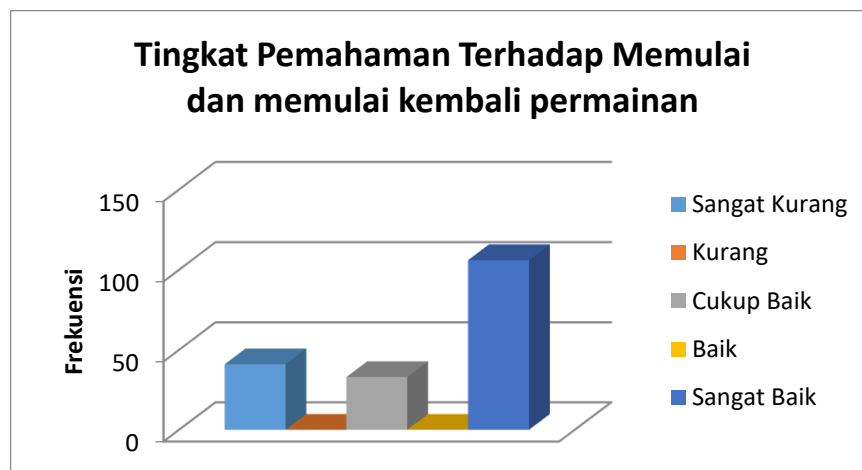 Tingkat Pemahaman Terhadap Memulai
dan memulai kembali permainan
150
100
50
0
Frekuensi
Sangat Kurang
Kurang
Cukup Baik
Baik
Sangat Baik